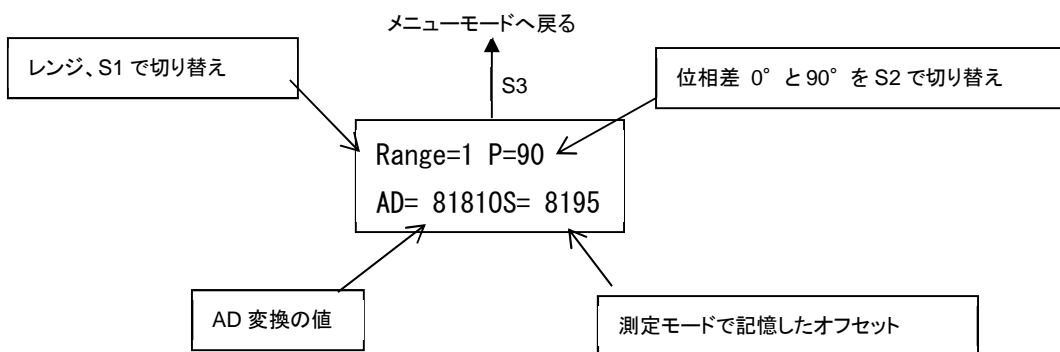 メニューモードへ戻る
レンジ、S1 で切り替え
S3
位相差 0° と 90° を S2 で切り替え
Range=1 P=90
AD= 8181OS= 8195
AD 変換の値
測定モードで記憶したオフセット